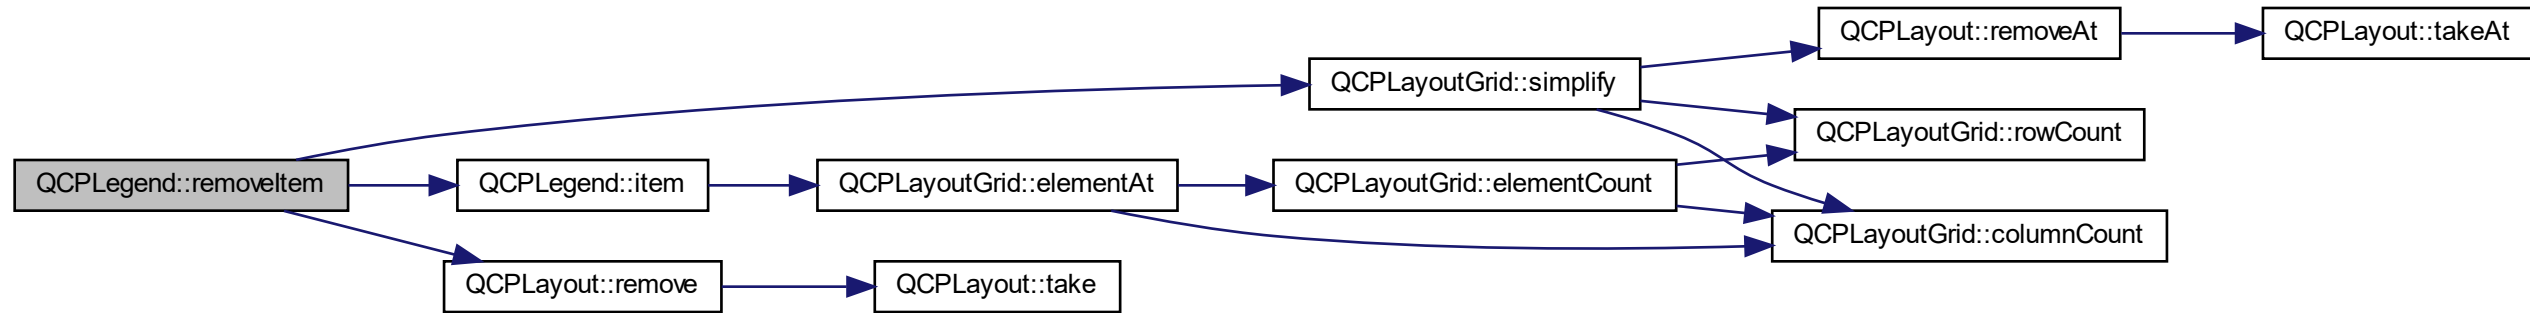 QCPLegend::removeItem
QCPLayoutGrid::simplify
QCPLayout::removeAt
QCPLayout::takeAt
QCPLayoutGrid::rowCount
QCPLegend::item
QCPLayoutGrid::elementAt
QCPLayoutGrid::elementCount
QCPLayoutGrid::columnCount
QCPLayout::remove
QCPLayout::take